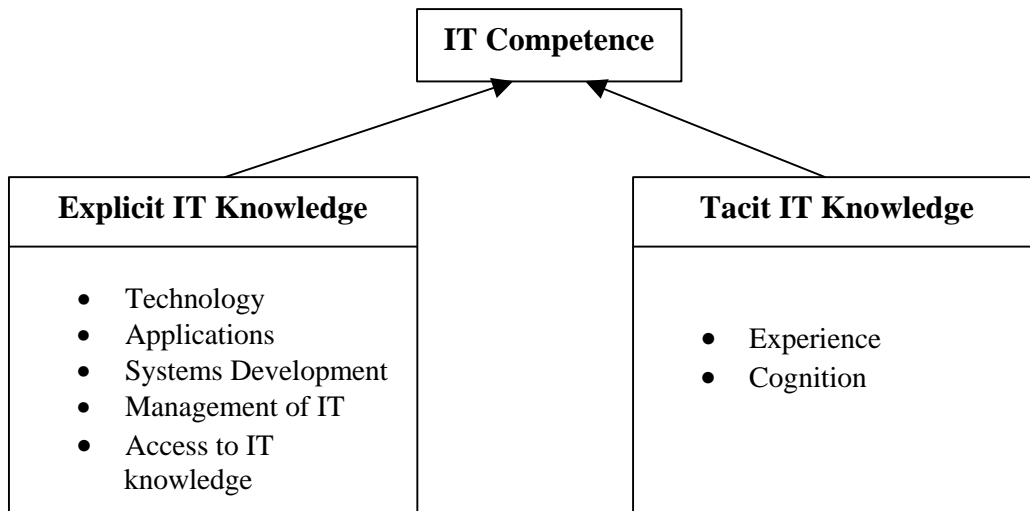 IT Competence
Explicit IT Knowledge
• Technology
• Applications
• Systems Development
• Management of IT
• Access to IT
knowledge
Tacit IT Knowledge
• Experience
• Cognition